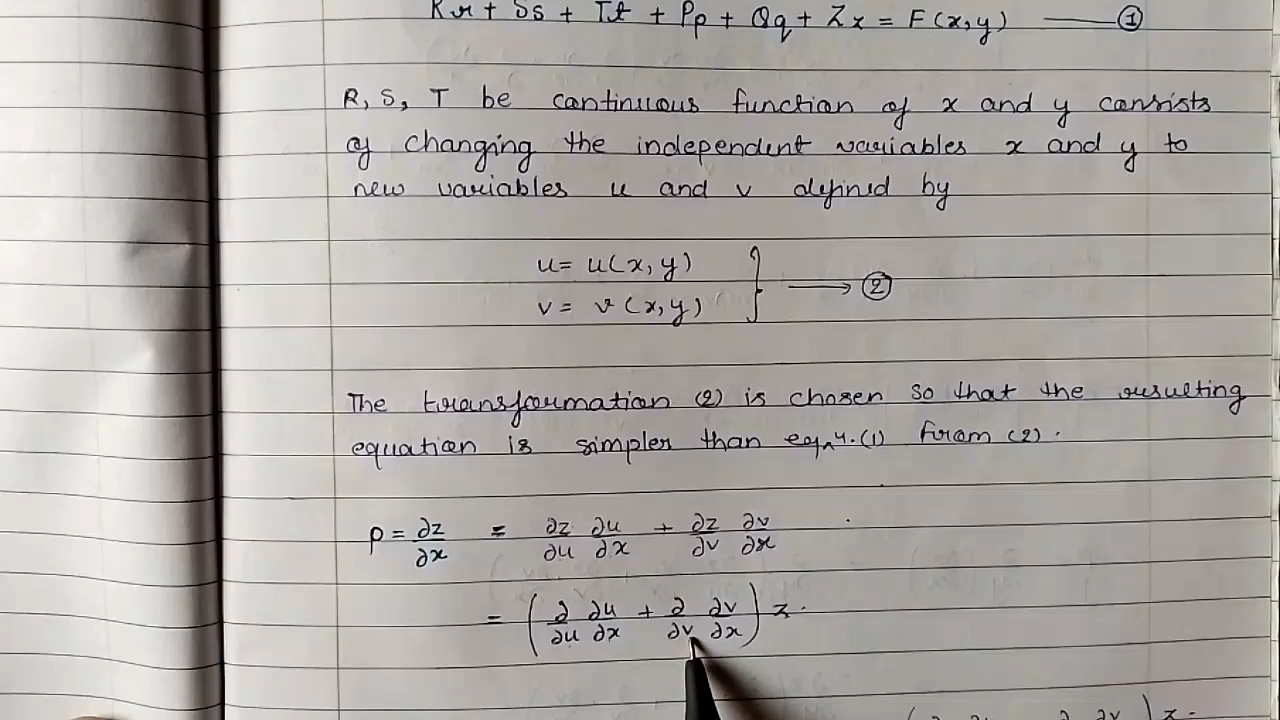 Rr + Ss + Tt + Pp + Qq + Zx = F(x,y) —— ①
R, S, T be continuous function of x and y consists
of changing the independent variables x and y to
new variables u and v defined by
u = u(x, y)
v = v(x, y) } ⟶ ②
The transformation (2) is chosen so that the resulting
equation is simpler than eqn. (1) from (2).
p = ∂z/∂x = ∂z/∂u ∂u/∂x + ∂z/∂v ∂v/∂x
= (∂/∂u ∂u/∂x + ∂/∂v ∂v/∂x) z.